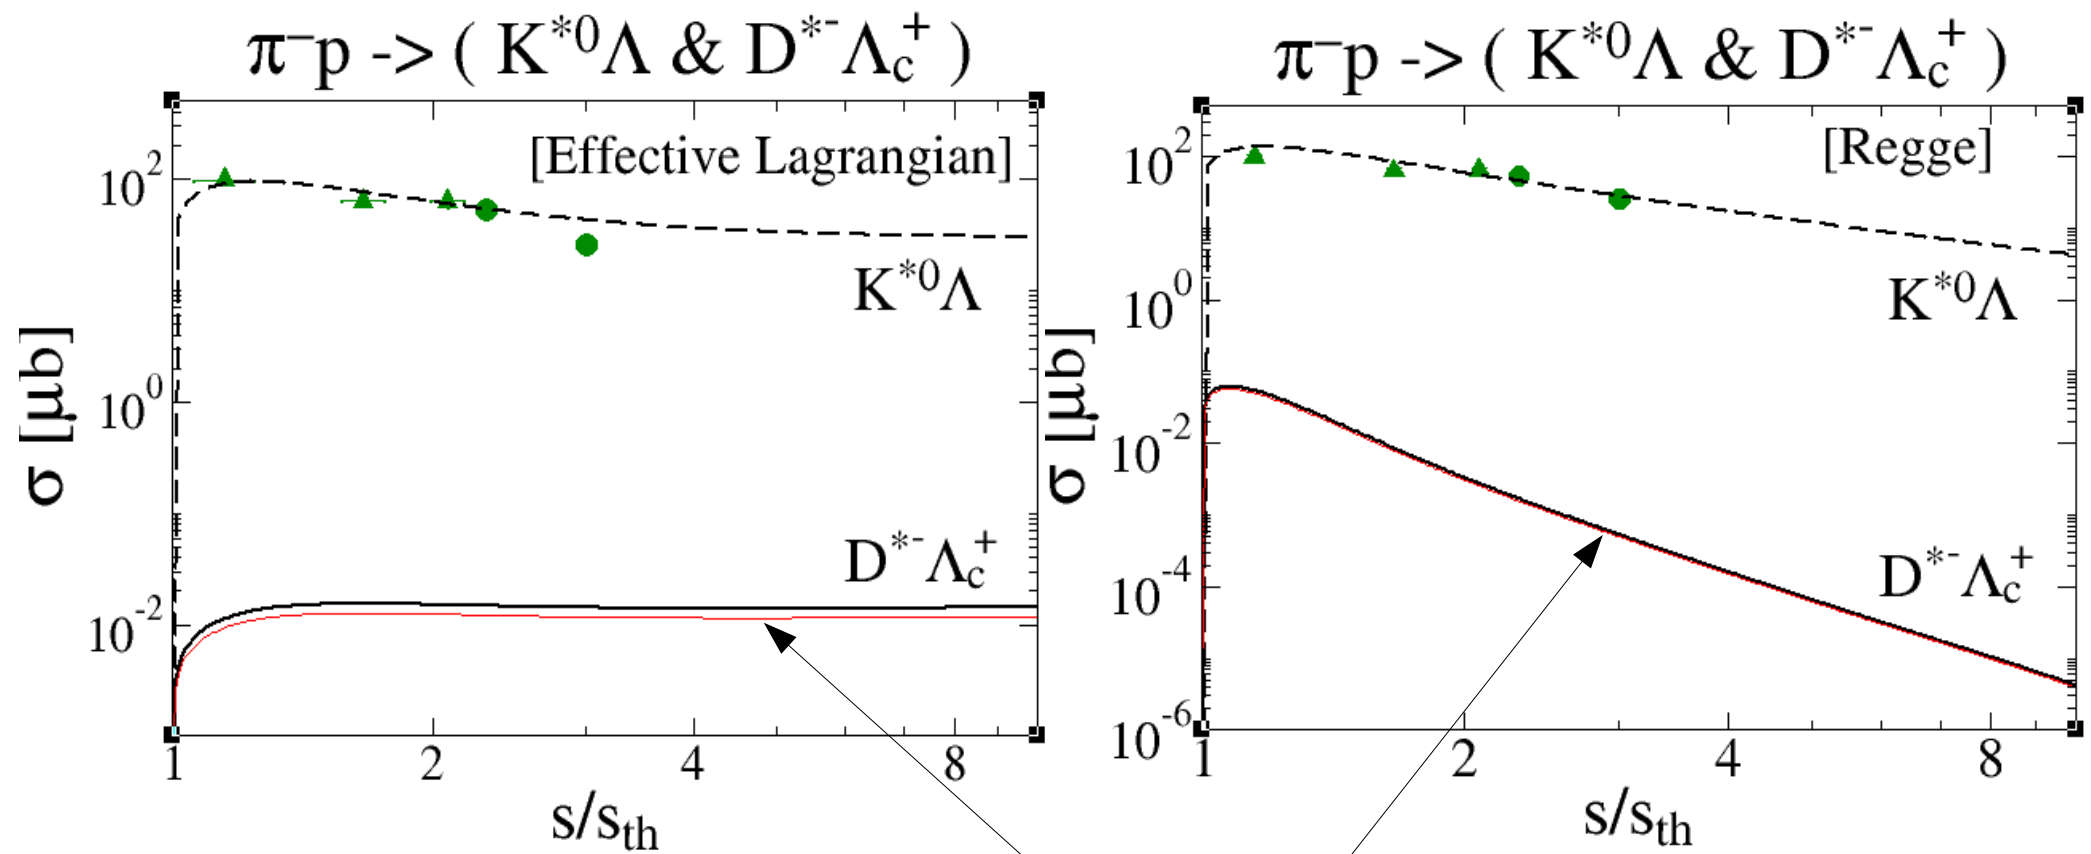 π⁻p -> ( K*⁰Λ & D*⁻Λc⁺ )
[Effective Lagrangian]
10²
10⁰
10⁻²
σ [μb]
K*⁰Λ
D*⁻Λc⁺
1 2 4 8
s/sth
π⁻p -> ( K*⁰Λ & D*⁻Λc⁺ )
[Regge]
10²
10⁰
10⁻²
10⁻⁴
10⁻⁶
σ [μb]
K*⁰Λ
D*⁻Λc⁺
1 2 4 8
s/sth